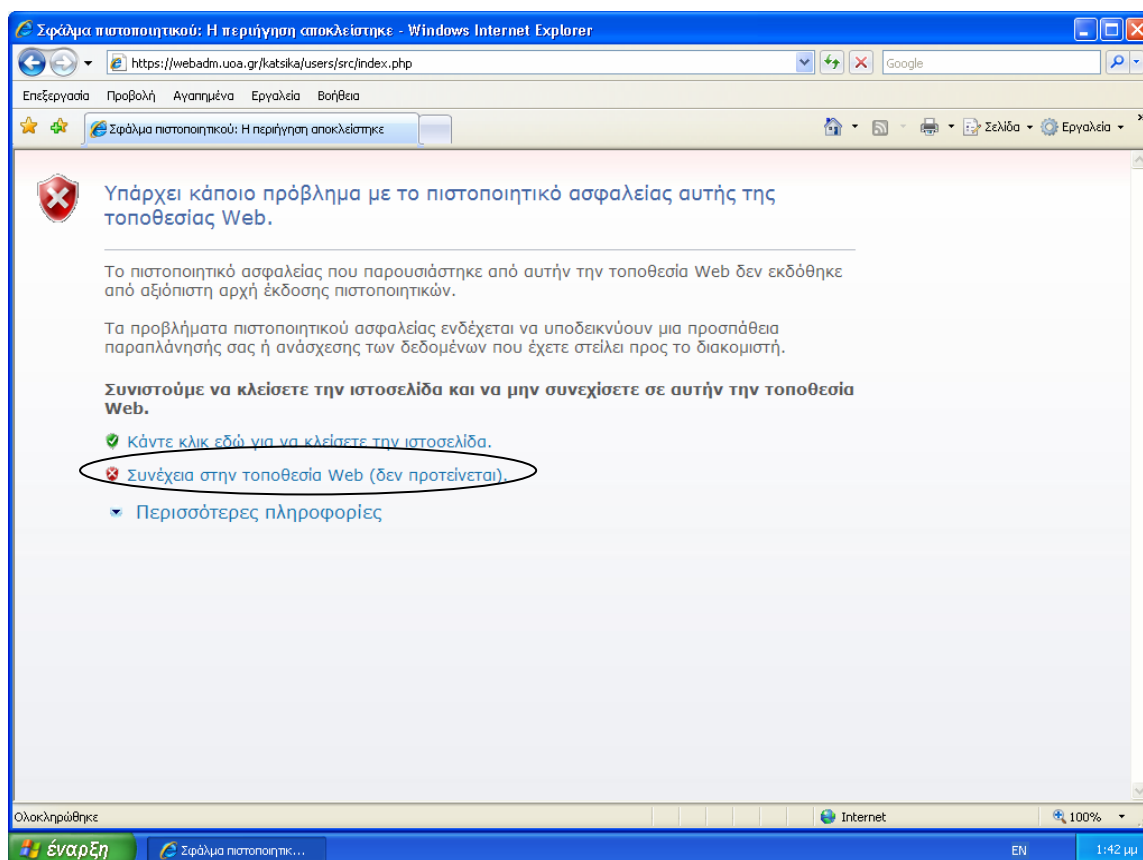 Σφάλμα πιστοποιητικού: Η περιήγηση αποκλείστηκε - Windows Internet Explorer
https://webadm.uoa.gr/katsika/users/src/index.php
Google
Επεξεργασία Προβολή Αγαπημένα Εργαλεία Βοήθεια
Σφάλμα πιστοποιητικού: Η περιήγηση αποκλείστηκε
Σελίδα Εργαλεία
Υπάρχει κάποιο πρόβλημα με το πιστοποιητικό ασφαλείας αυτής της
τοποθεσίας Web.
Το πιστοποιητικό ασφαλείας που παρουσιάστηκε από αυτήν την τοποθεσία Web δεν εκδόθηκε
από αξιόπιστη αρχή έκδοσης πιστοποιητικών.
Τα προβλήματα πιστοποιητικού ασφαλείας ενδέχεται να υποδεικνύουν μια προσπάθεια
παραπλάνησής σας ή ανάσχεσης των δεδομένων που έχετε στείλει προς το διακομιστή.
Συνιστούμε να κλείσετε την ιστοσελίδα και να μην συνεχίσετε σε αυτήν την τοποθεσία
Web.
Κάντε κλικ εδώ για να κλείσετε την ιστοσελίδα.
Συνέχεια στην τοποθεσία Web (δεν προτείνεται).
Περισσότερες πληροφορίες
Ολοκληρώθηκε
Internet
100%
έναρξη
Σφάλμα πιστοποιητικ...
EN
1:42 μμ